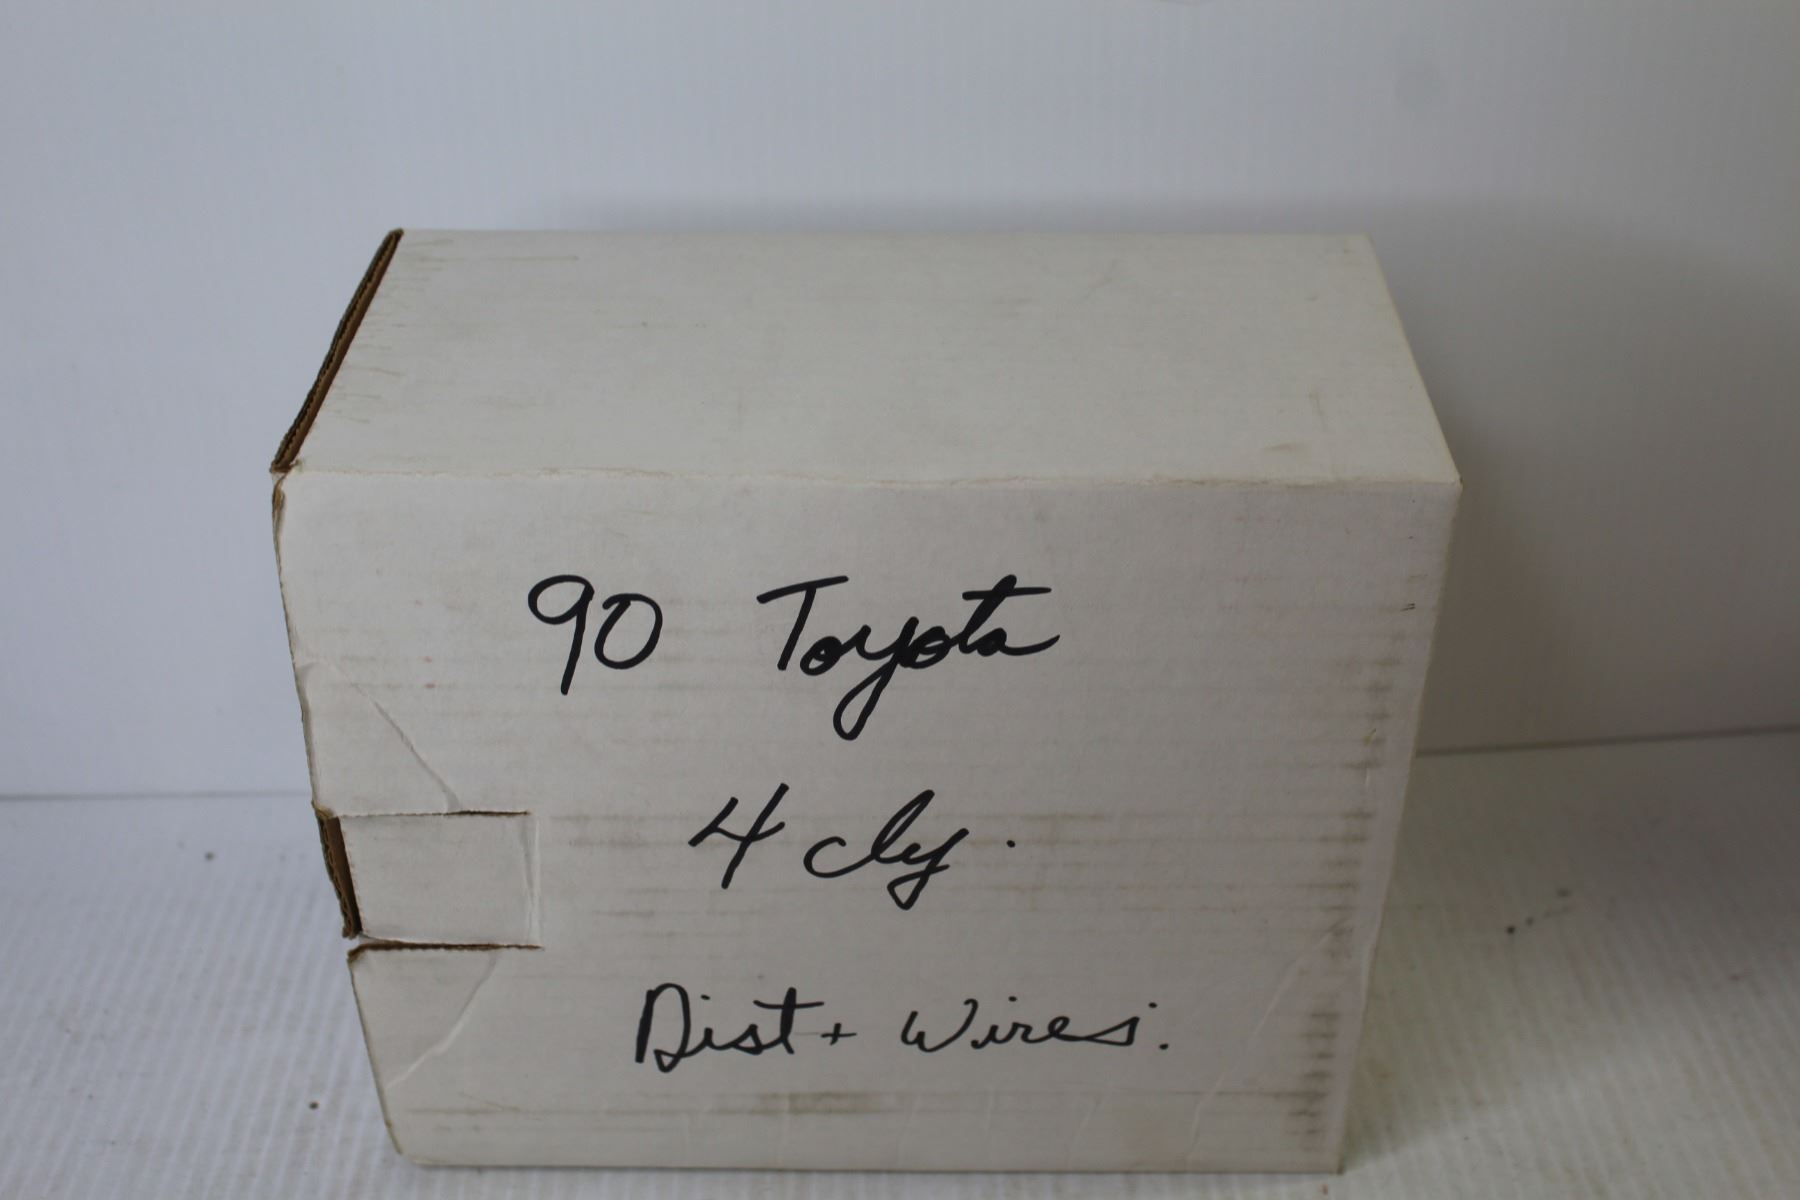 90 Toyota
4 cly.
Dist + Wires.